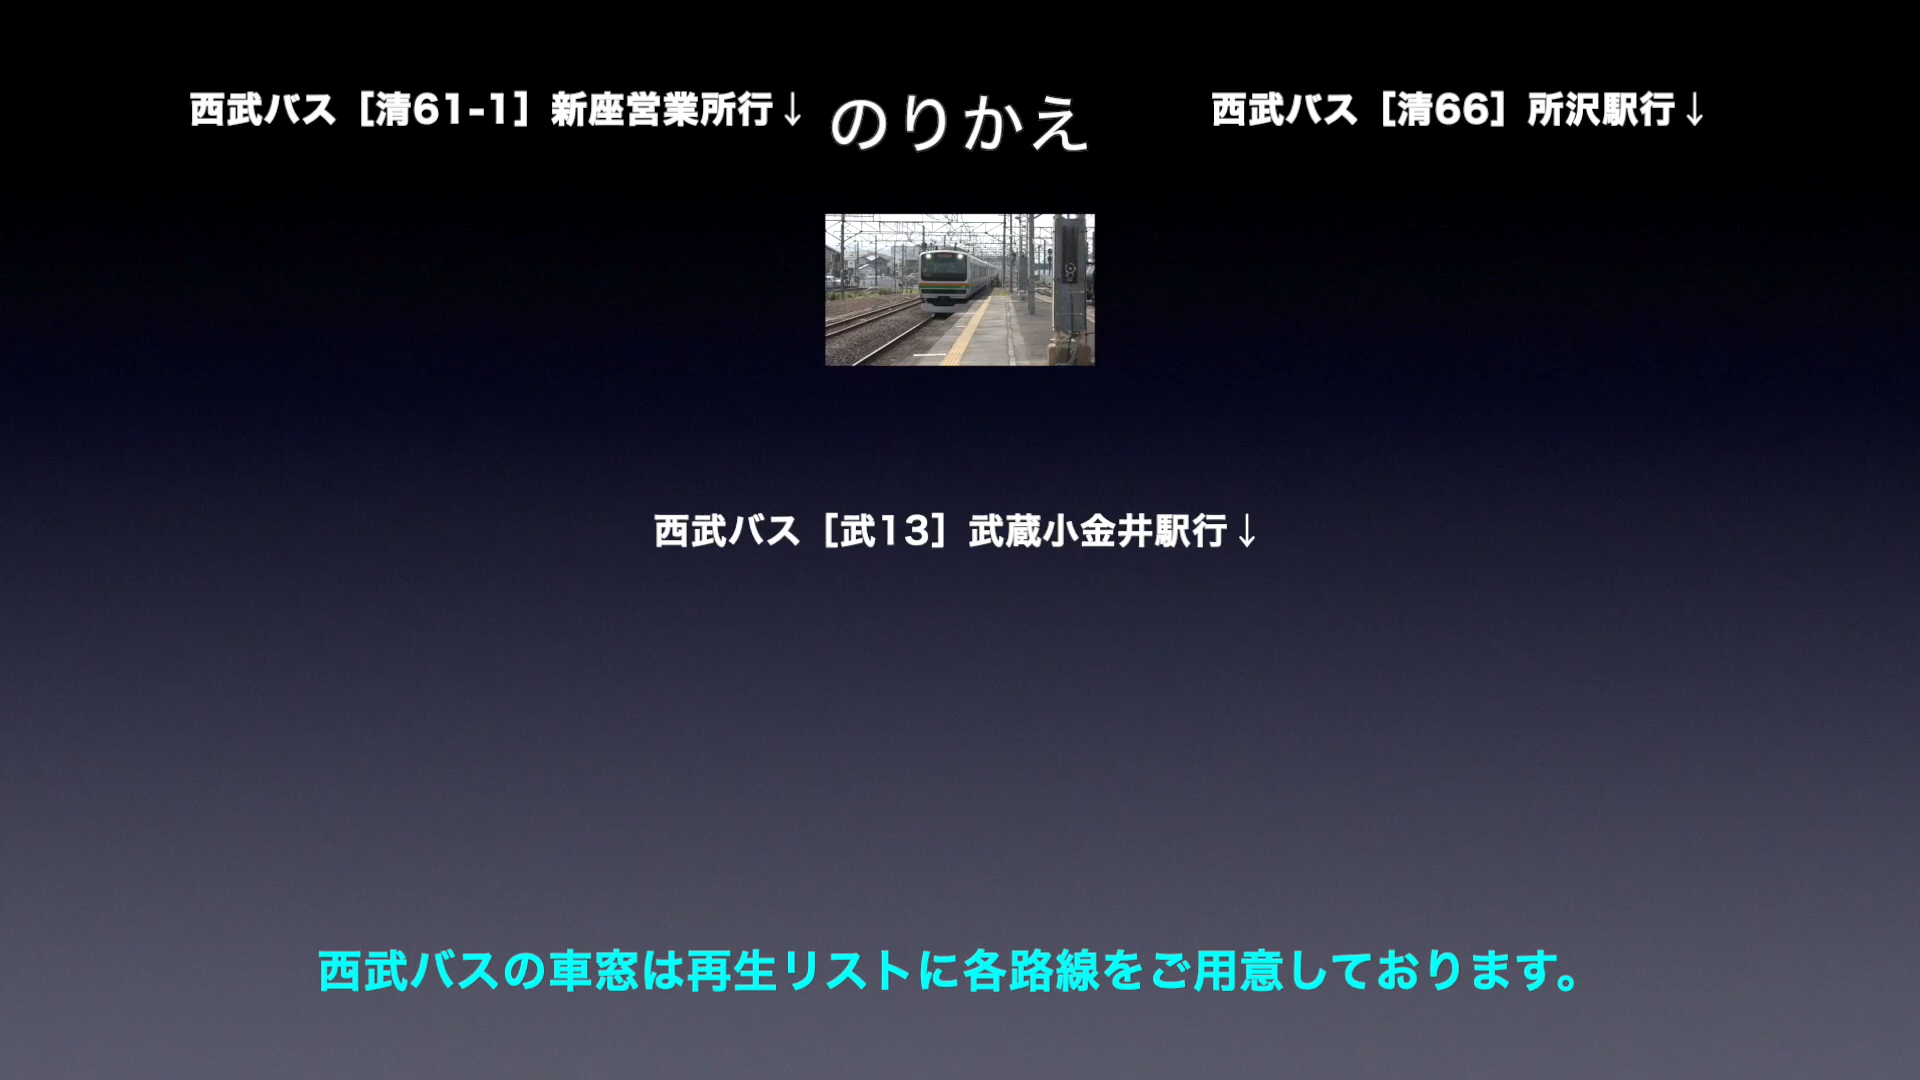 西武バス［清61-1］新座営業所行↓
のりかえ
西武バス［清66］所沢駅行↓
西武バス［武13］武蔵小金井駅行↓
西武バスの車窓は再生リストに各路線をご用意しております。